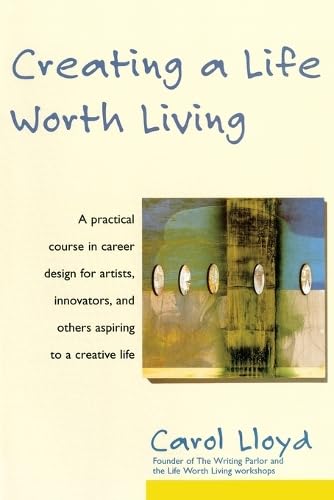 Creating a Life
Worth Living
A practical
course in career
design for artists,
innovators, and
others aspiring
to a creative life
Carol Lloyd
Founder of The Writing Parlor and
the Life Worth Living workshops